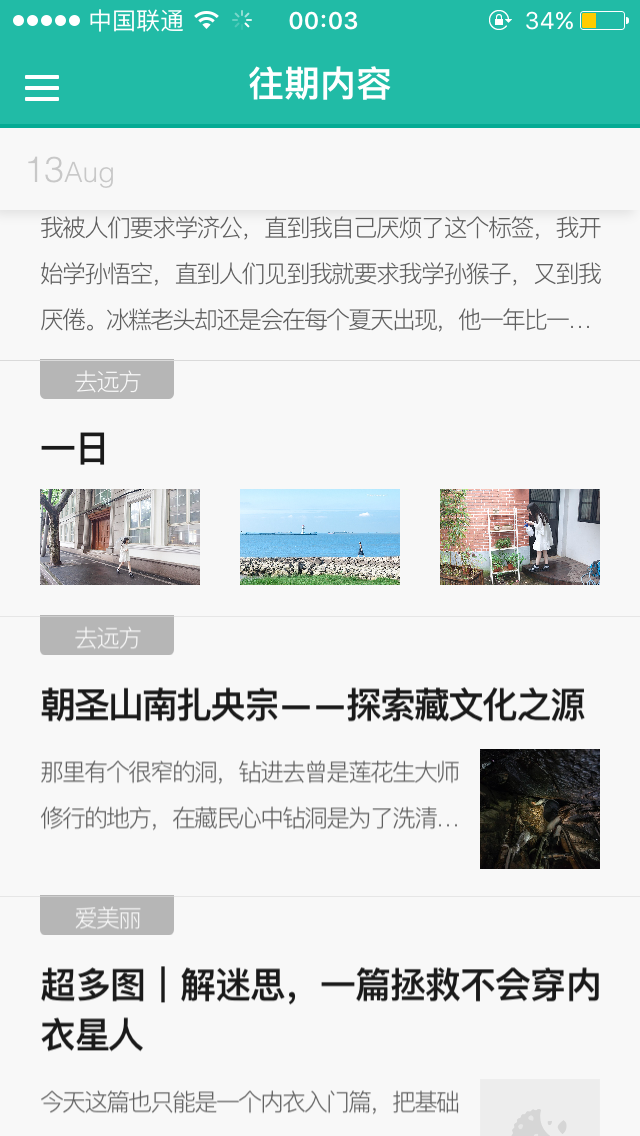 中国联通 00:03 34%
往期内容
13Aug
我被人们要求学济公，直到我自己厌烦了这个标签，我开
始学孙悟空，直到人们见到我就要求我学孙猴子，又到我
厌倦。冰糕老头却还是会在每个夏天出现，他一年比一…
去远方
一日
去远方
朝圣山南扎央宗——探索藏文化之源
那里有个很窄的洞，钻进去曾是莲花生大师
修行的地方，在藏民心中钻洞是为了洗清…
爱美丽
超多图｜解迷思，一篇拯救不会穿内
衣星人
今天这篇也只能是一个内衣入门篇，把基础